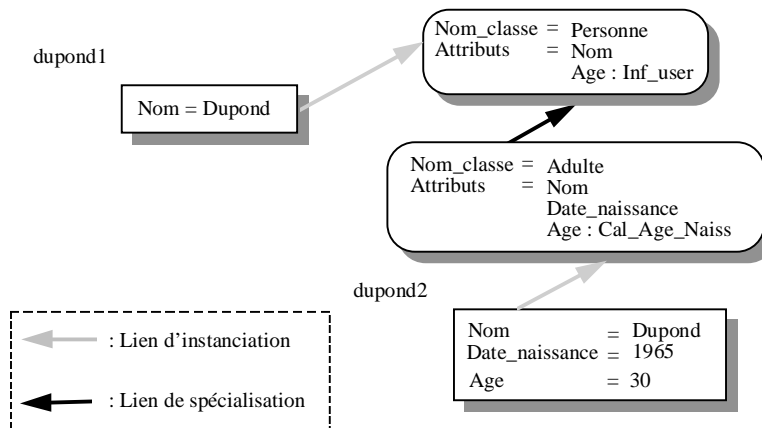 dupond1
Nom = Dupond
Nom_classe = Personne
Attributs = Nom
Age : Inf_user
Nom_classe = Adulte
Attributs = Nom
Date_naissance
Age : Cal_Age_Naiss
dupond2
Nom = Dupond
Date_naissance = 1965
Age = 30
: Lien d'instanciation
: Lien de spécialisation